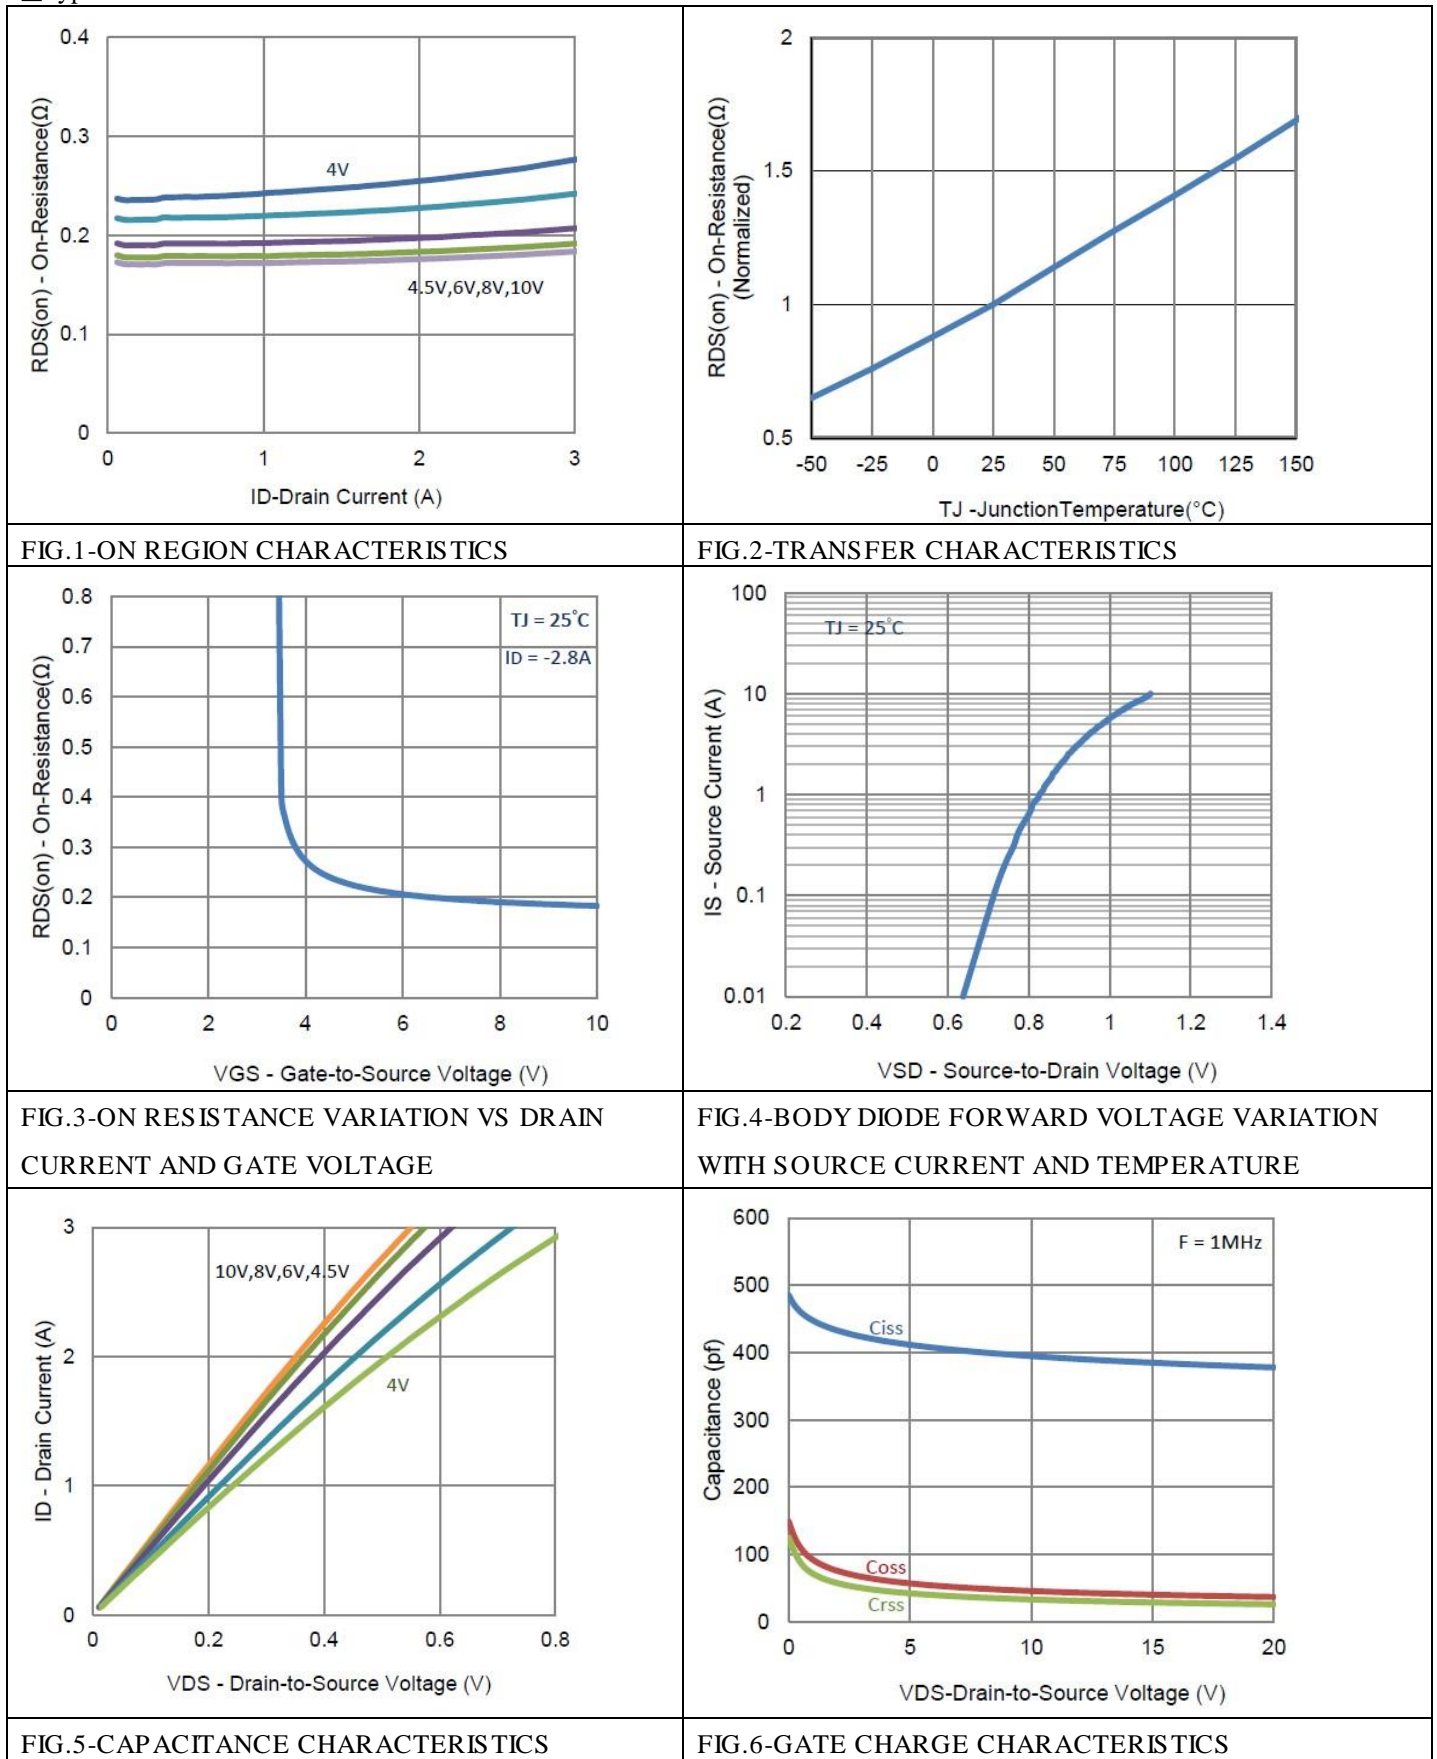 0.4
0.3
0.2
0.1
0
RDS(on) - On-Resistance(Ω)
4V
4.5V,6V,8V,10V
0 1 2 3
ID-Drain Current (A)
2
1.5
1
0.5
RDS(on) - On-Resistance(Ω)
(Normalized)
-50 -25 0 25 50 75 100 125 150
TJ -JunctionTemperature(°C)
FIG.1-ON REGION CHARACTERISTICS
FIG.2-TRANSFER CHARACTERISTICS
0.8
0.7
0.6
0.5
0.4
0.3
0.2
0.1
0
RDS(on) - On-Resistance(Ω)
TJ = 25°C
ID = -2.8A
0 2 4 6 8 10
VGS - Gate-to-Source Voltage (V)
100
10
1
0.1
0.01
IS - Source Current (A)
TJ = 25°C
0.2 0.4 0.6 0.8 1 1.2 1.4
VSD - Source-to-Drain Voltage (V)
FIG.3-ON RESISTANCE VARIATION VS DRAIN
CURRENT AND GATE VOLTAGE
FIG.4-BODY DIODE FORWARD VOLTAGE VARIATION
WITH SOURCE CURRENT AND TEMPERATURE
3
2
1
0
ID - Drain Current (A)
10V,8V,6V,4.5V
4V
0 0.2 0.4 0.6 0.8
VDS - Drain-to-Source Voltage (V)
600
500
400
300
200
100
0
Capacitance (pf)
F = 1MHz
Ciss
Coss
Crss
0 5 10 15 20
VDS-Drain-to-Source Voltage (V)
FIG.5-CAPACITANCE CHARACTERISTICS
FIG.6-GATE CHARGE CHARACTERISTICS